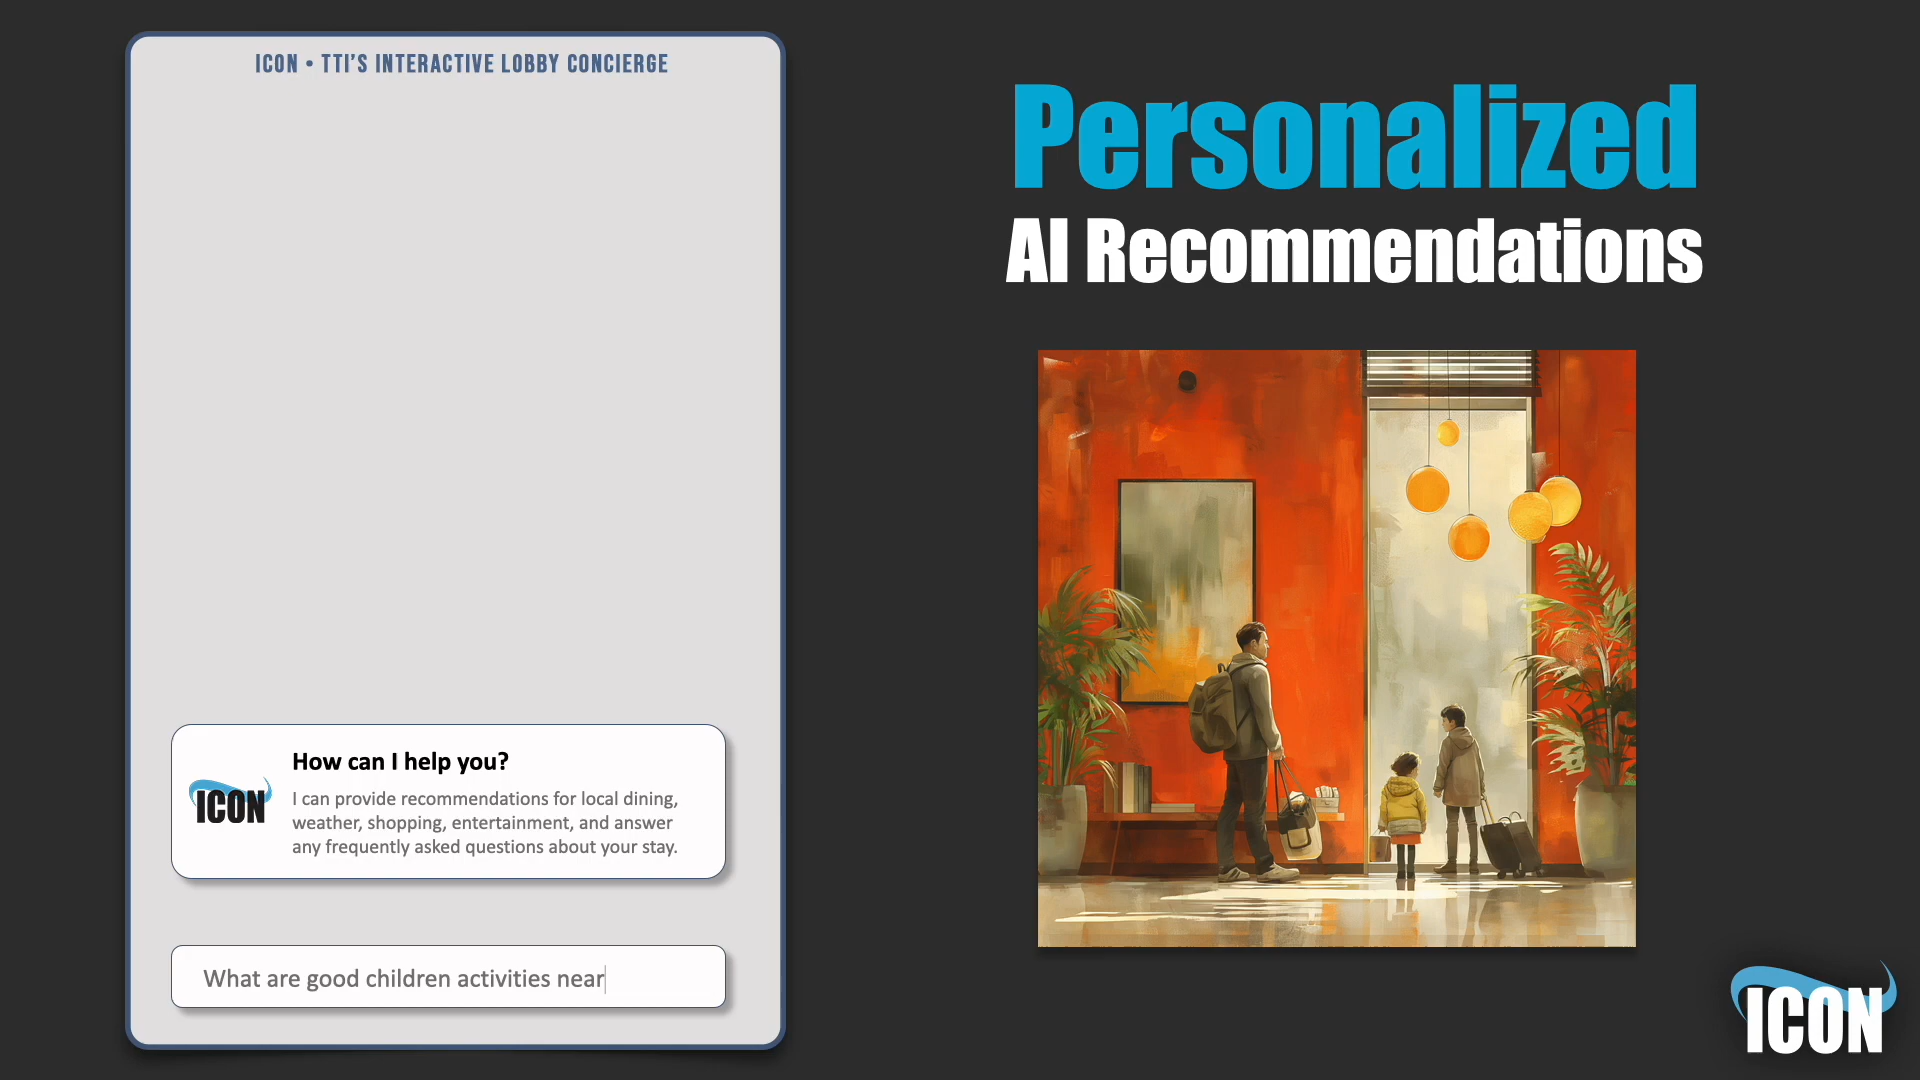 ICON • TTI'S INTERACTIVE LOBBY CONCIERGE
Personalized
AI Recommendations
How can I help you?
ICON
I can provide recommendations for local dining,
weather, shopping, entertainment, and answer
any frequently asked questions about your stay.
What are good children activities near
ICON